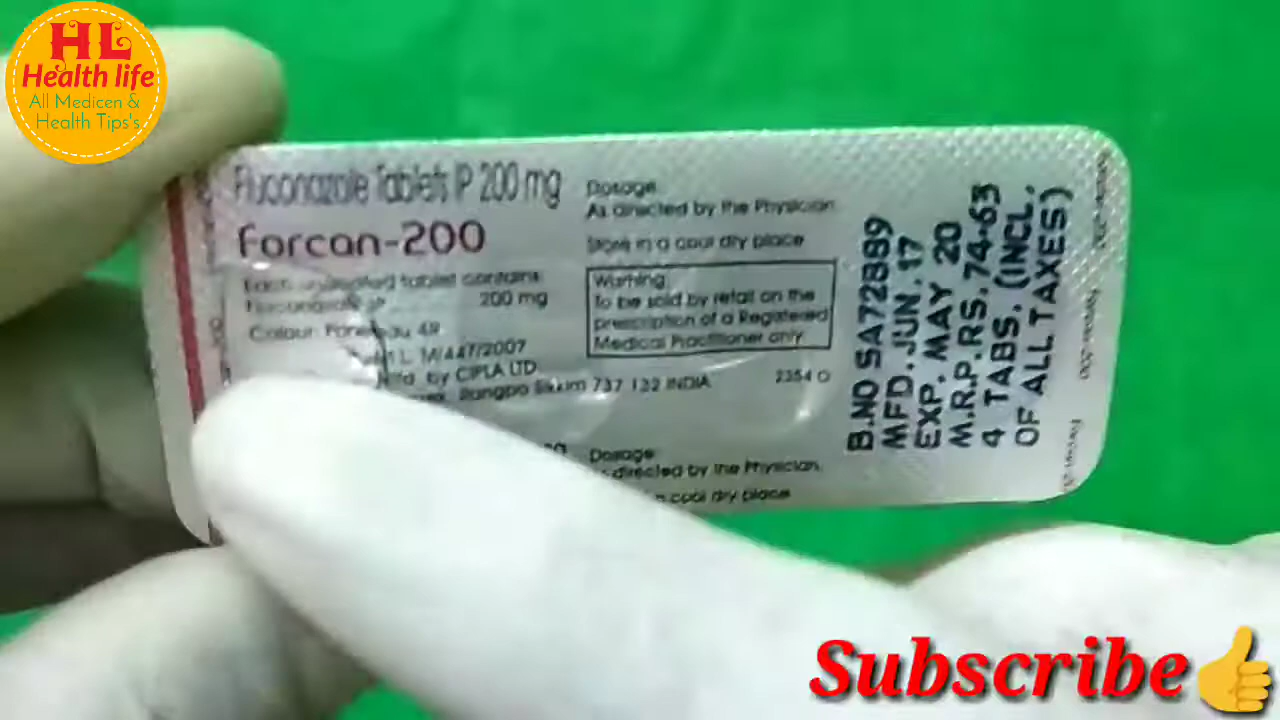 HL
Health life
All Medicen &
Health Tips's
Fluconazole Tablets IP 200 mg
forcan-200
Each uncoated tablet contains
Fluconazole IP 200 mg
Colour: Ponceau 4R
L. M/447/2007
by CIPLA LTD.
Rangpo Sikkim 737 132 INDIA
2354 O
Dosage:
As directed by the Physician
Store in a cool dry place
Warning
To be sold by retail on the
prescription of a Registered
Medical Practitioner only
Dosage
directed by the Physician.
cool dry place
B.NO SA72889
MFD. JUN. 17
EXP. MAY 20
M.R.P.RS.74-63
4 TABS. (INCL.
OF ALL TAXES)
Subscribe